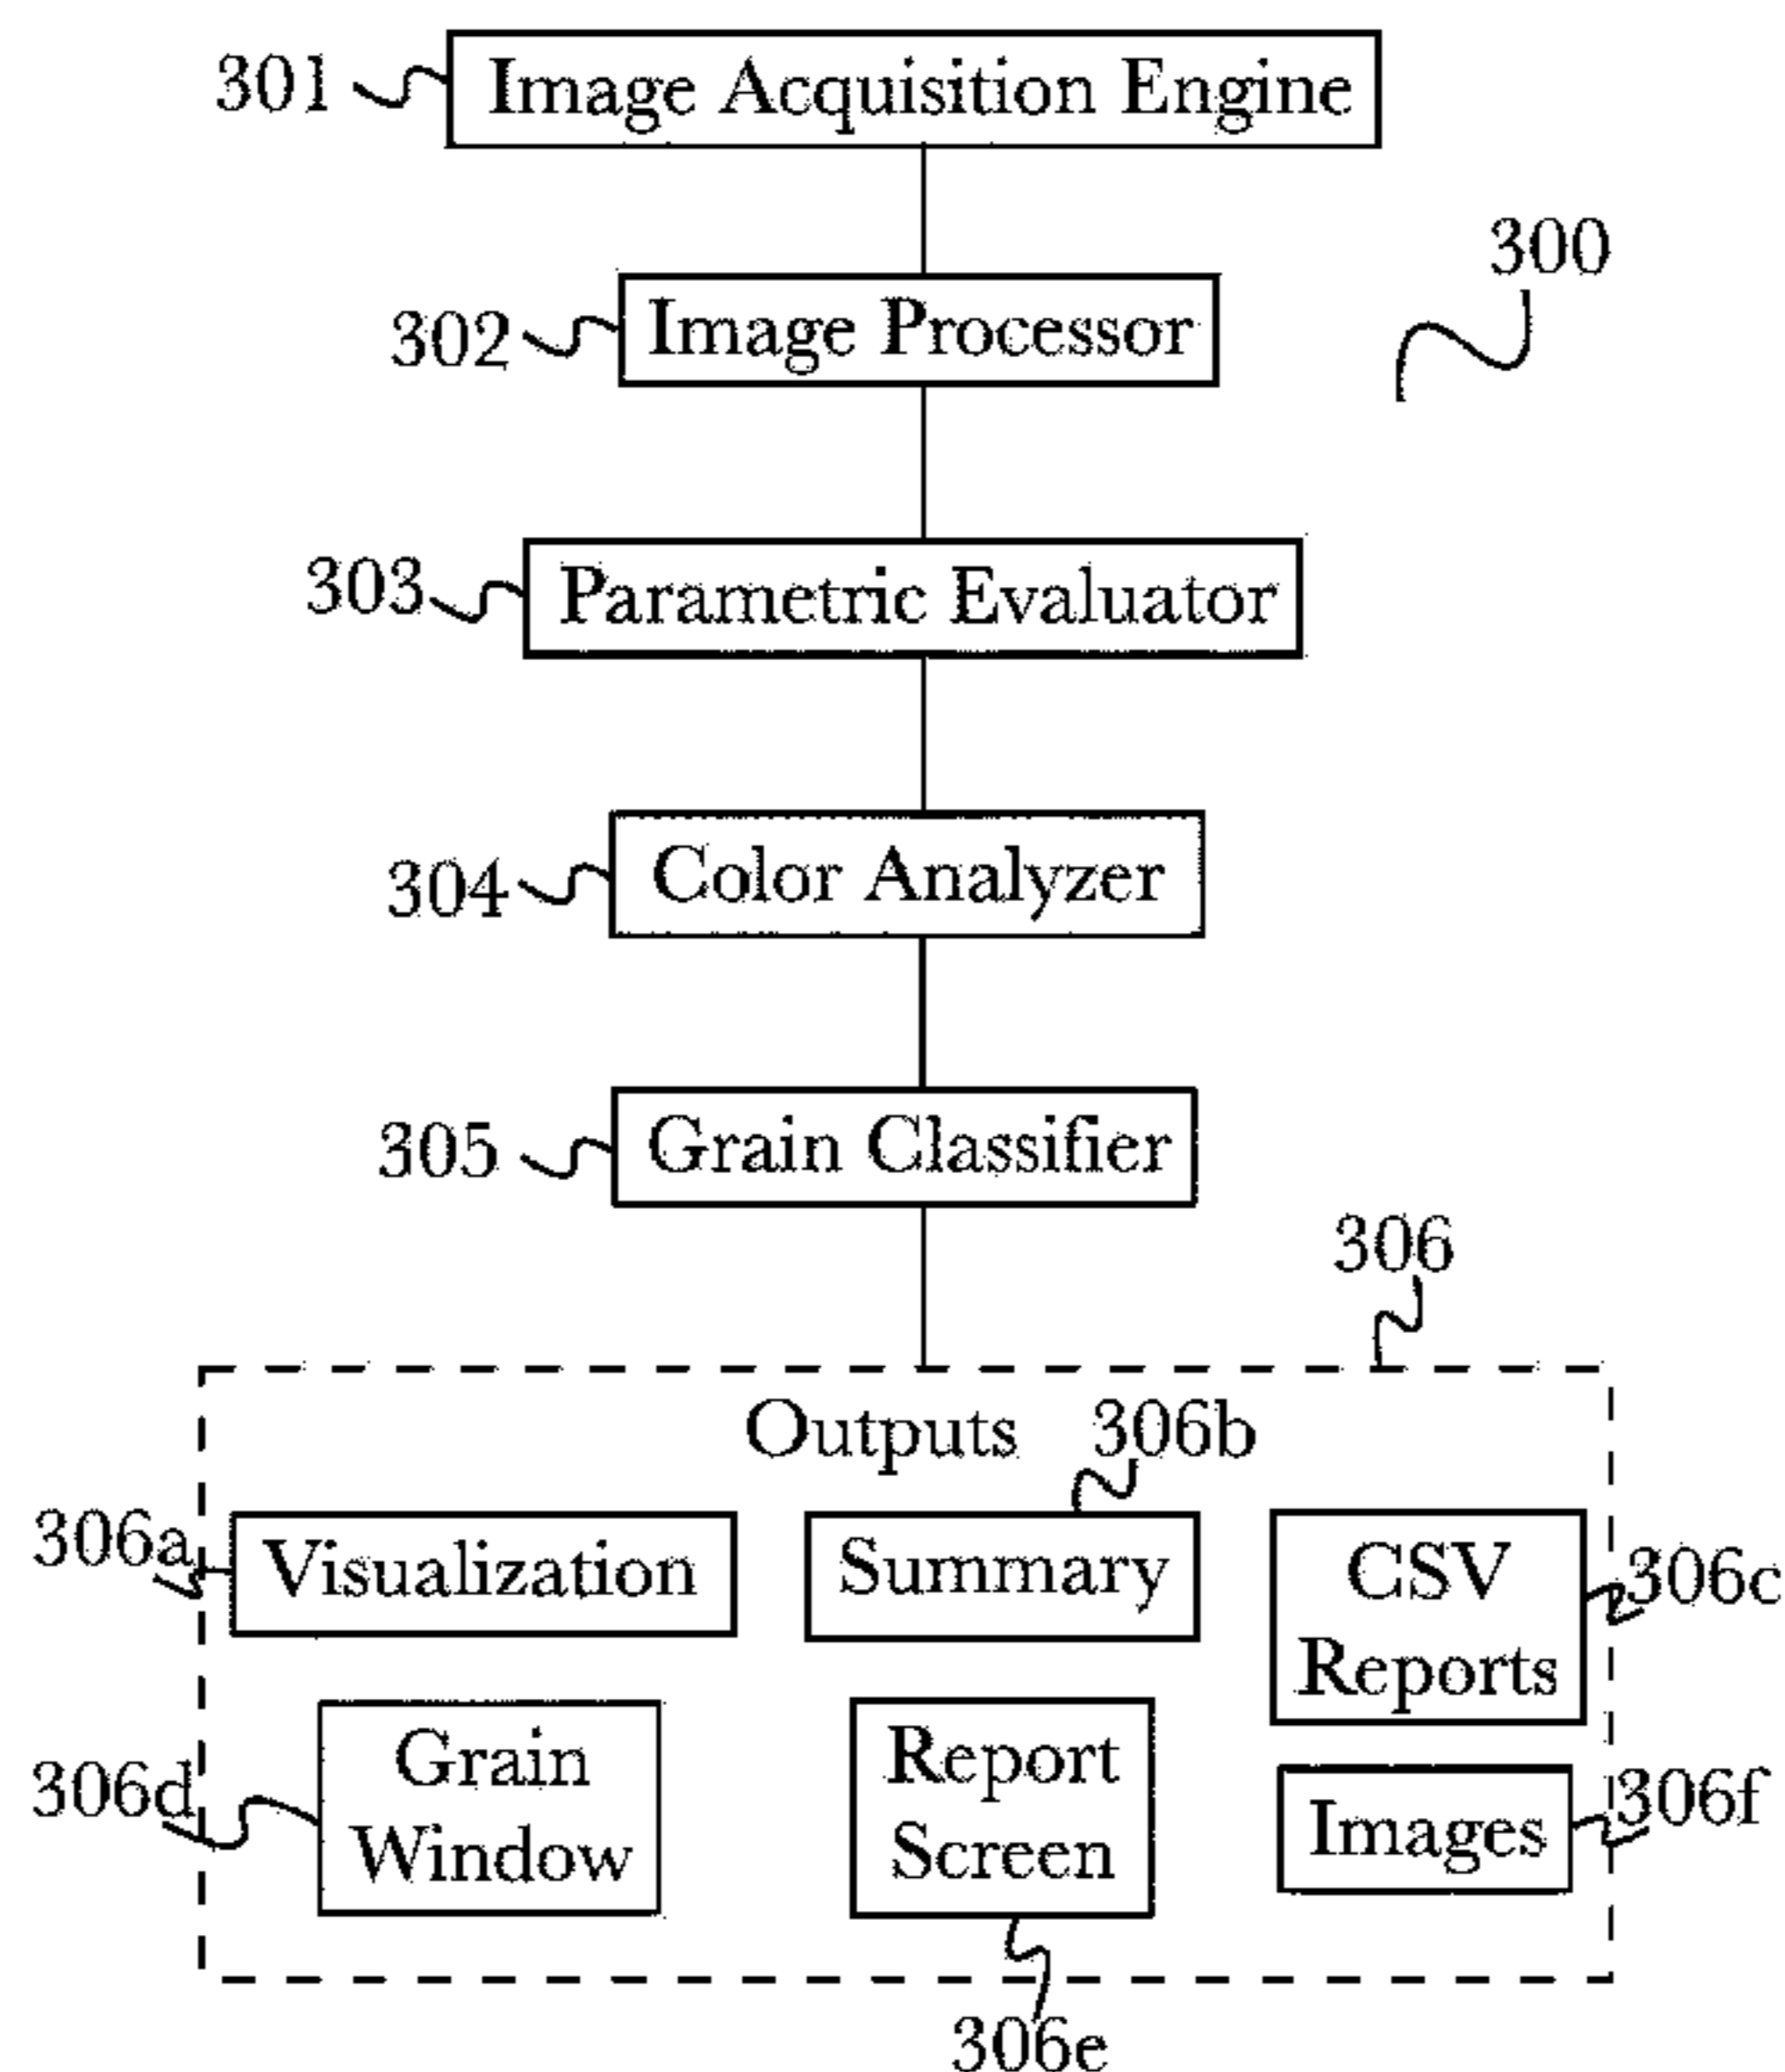 301 Image Acquisition Engine
300
302 Image Processor
303 Parametric Evaluator
304 Color Analyzer
305 Grain Classifier
306
Outputs 306b
306a Visualization
Summary
CSV
Reports
306c
306d
Grain
Window
Report
Screen
Images 306f
306e